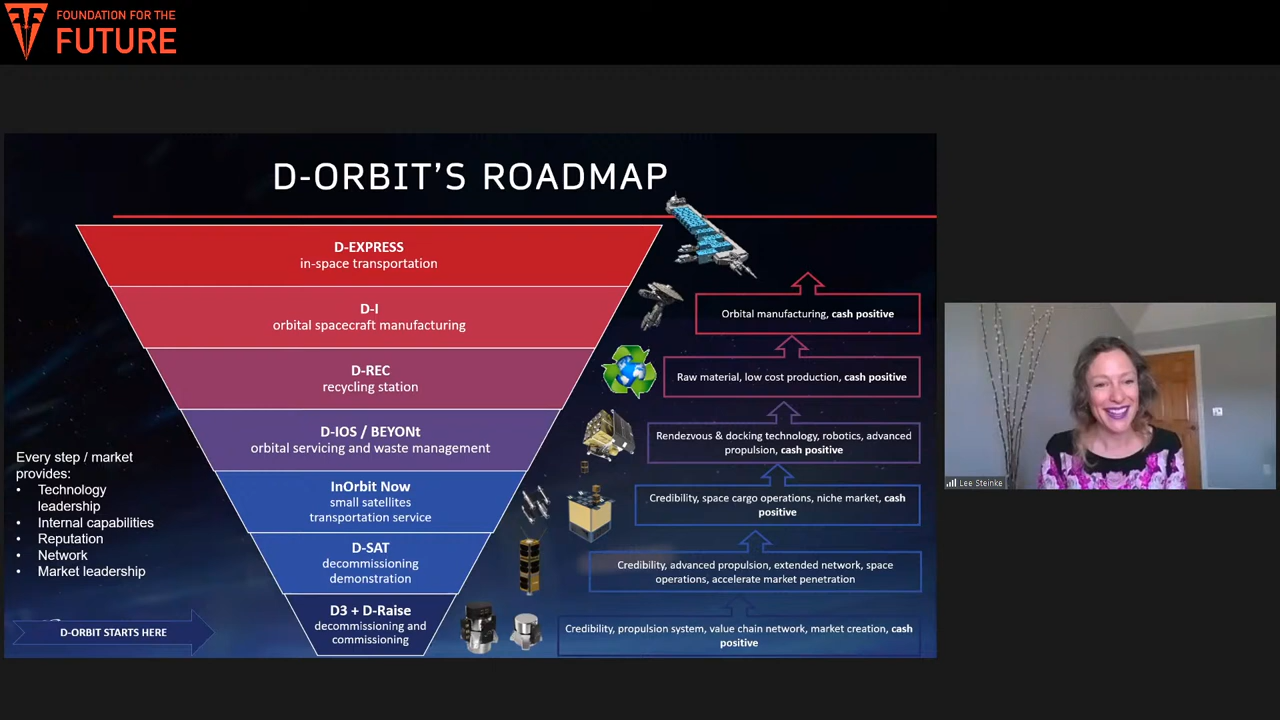 FOUNDATION FOR THE
FUTURE
D-ORBIT'S ROADMAP
D-EXPRESS
in-space transportation
D-I
orbital spacecraft manufacturing
D-REC
recycling station
D-IOS / BEYONt
orbital servicing and waste management
InOrbit Now
small satellites
transportation service
D-SAT
decommissioning
demonstration
D3 + D-Raise
decommissioning and
commissioning
Orbital manufacturing, cash positive
Raw material, low cost production, cash positive
Rendezvous & docking technology, robotics, advanced
propulsion, cash positive
Credibility, space cargo operations, niche market, cash
positive
Credibility, advanced propulsion, extended network, space
operations, accelerate market penetration
Credibility, propulsion system, value chain network, market creation, cash
positive
Every step / market
provides:
• Technology
leadership
• Internal capabilities
• Reputation
• Network
• Market leadership
D-ORBIT STARTS HERE
Lee Steinke